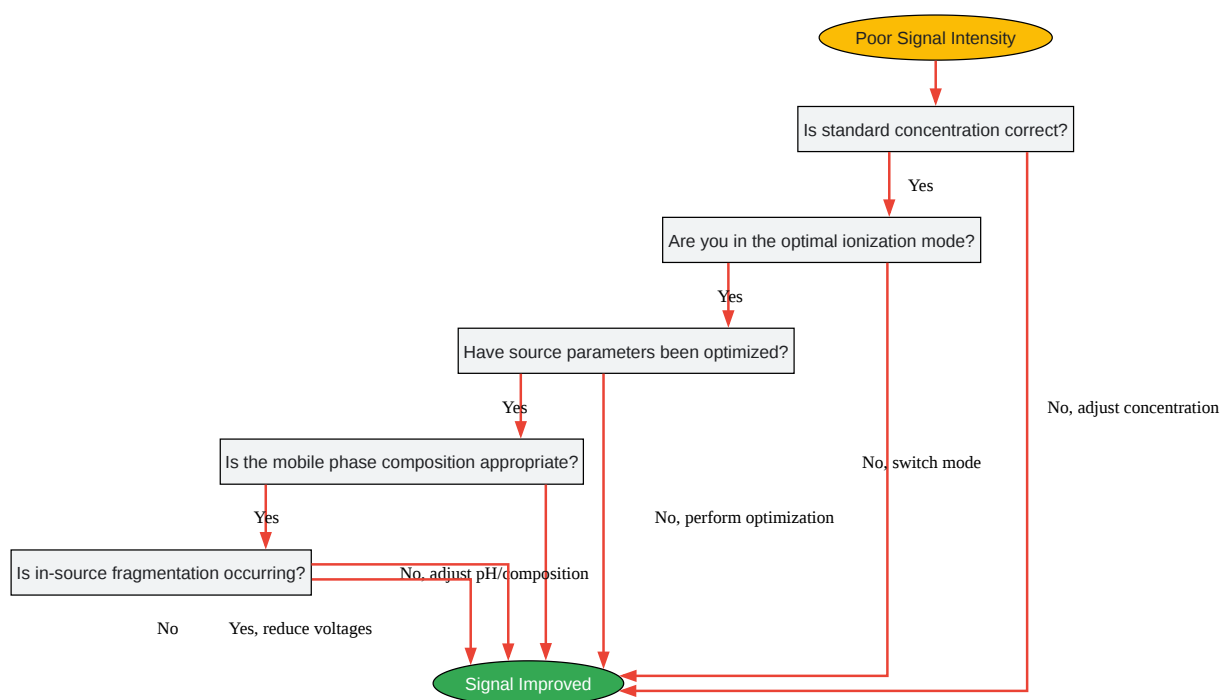 Poor Signal Intensity
Is standard concentration correct?
Yes
Are you in the optimal ionization mode?
Yes
Have source parameters been optimized?
Yes
No, adjust concentration
Is the mobile phase composition appropriate?
No, switch mode
Yes
No, perform optimization
Is in-source fragmentation occurring?
No, adjust pH/composition
No
Yes, reduce voltages
Signal Improved